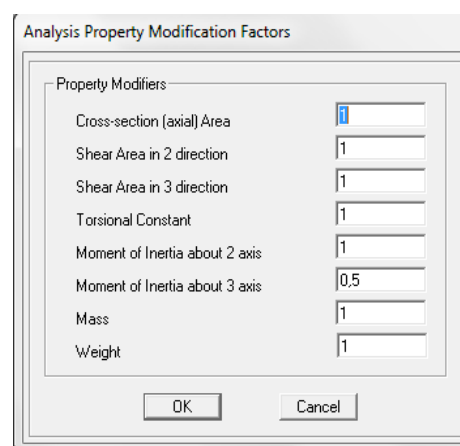 Analysis Property Modification Factors
Property Modifiers
Cross-section (axial) Area 1
Shear Area in 2 direction 1
Shear Area in 3 direction 1
Torsional Constant 1
Moment of Inertia about 2 axis 1
Moment of Inertia about 3 axis 0,5
Mass 1
Weight 1
OK Cancel